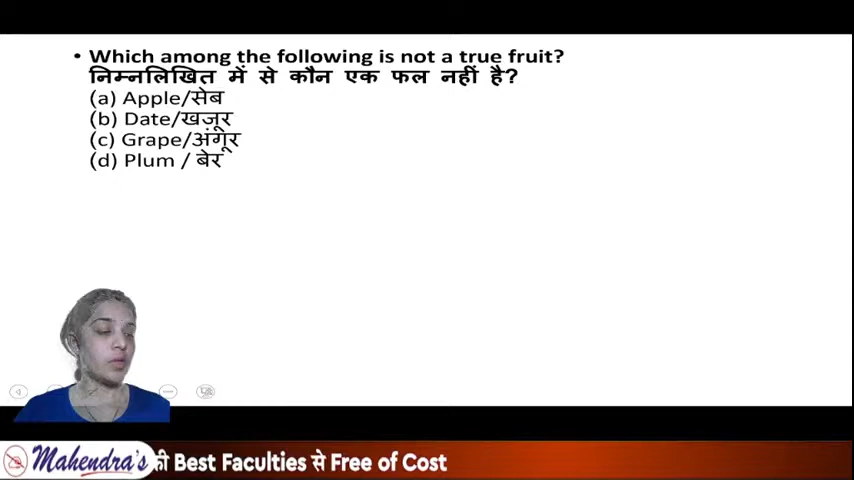 • Which among the following is not a true fruit?
निम्नलिखित में से कौन एक फल नहीं है?
(a) Apple/सेब
(b) Date/खजूर
(c) Grape/अंगूर
(d) Plum / बेर
Mahendra's की Best Faculties से Free of Cost